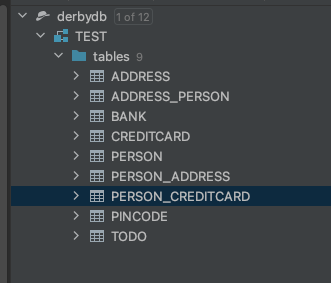 derbydb 1 of 12
TEST
tables 9
ADDRESS
ADDRESS_PERSON
BANK
CREDITCARD
PERSON
PERSON_ADDRESS
PERSON_CREDITCARD
PINCODE
TODO